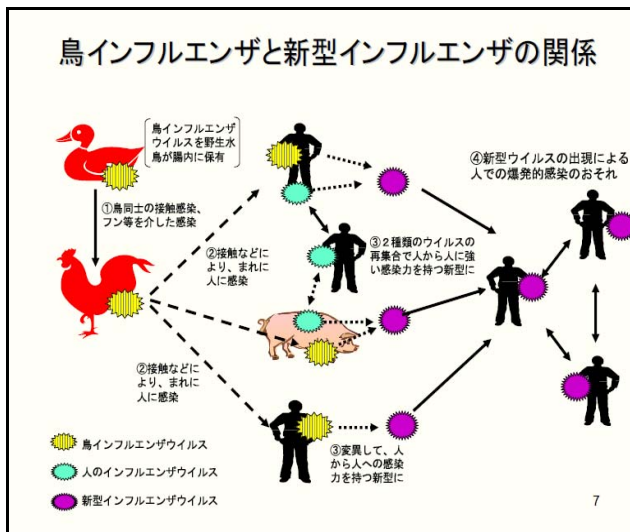 鳥インフルエンザと新型インフルエンザの関係
鳥インフルエンザ
ウイルスを野生水
鳥が腸内に保有
①鳥同士の接触感染、
フン等を介した感染
②接触などに
より、まれに
人に感染
②接触などに
より、まれに
人に感染
③２種類のウイルスの
再集合で人から人に強
い感染力を持つ新型に
③変異して、人
から人への感染
力を持つ新型に
④新型ウイルスの出現による
人での爆発的感染のおそれ
鳥インフルエンザウイルス
人のインフルエンザウイルス
新型インフルエンザウイルス
7